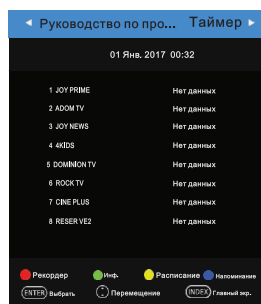 Руководство по про... Таймер
01 Янв. 2017 00:32
1 JOY PRIME Нет данных
2 ADOM TV Нет данных
3 JOY NEWS Нет данных
4 4KIDS Нет данных
5 DOMİNİON TV Нет данных
6 ROCK TV Нет данных
7 CINE PLUS Нет данных
8 RESER VE2 Нет данных
Рекордер Инф. Расписание Напоминание
ENTER Выбрать Перемещение INDEX Главный экр.